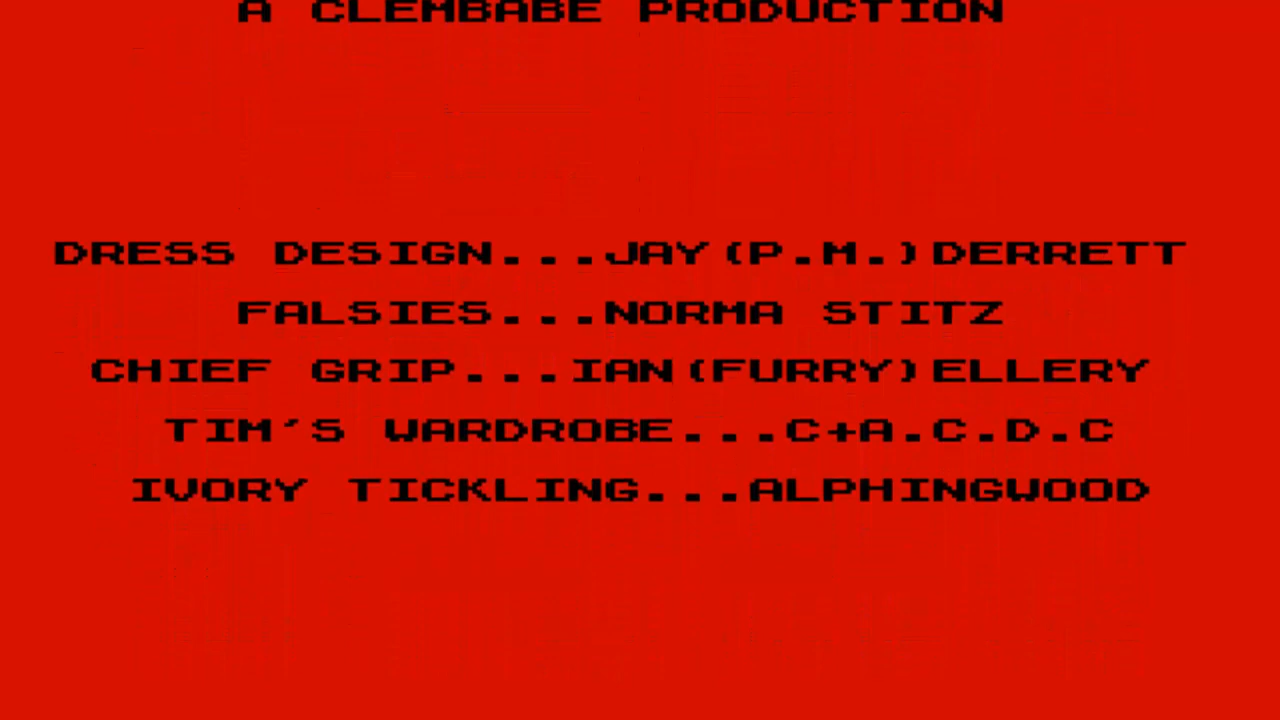 A CLEMBABE PRODUCTION
DRESS DESIGN...JAY(P.M.)DERRETT
FALSIES...NORMA STITZ
CHIEF GRIP...IAN(FURRY)ELLERY
TIM'S WARDROBE...C+A.C.D.C
IVORY TICKLING...ALPHINGWOOD